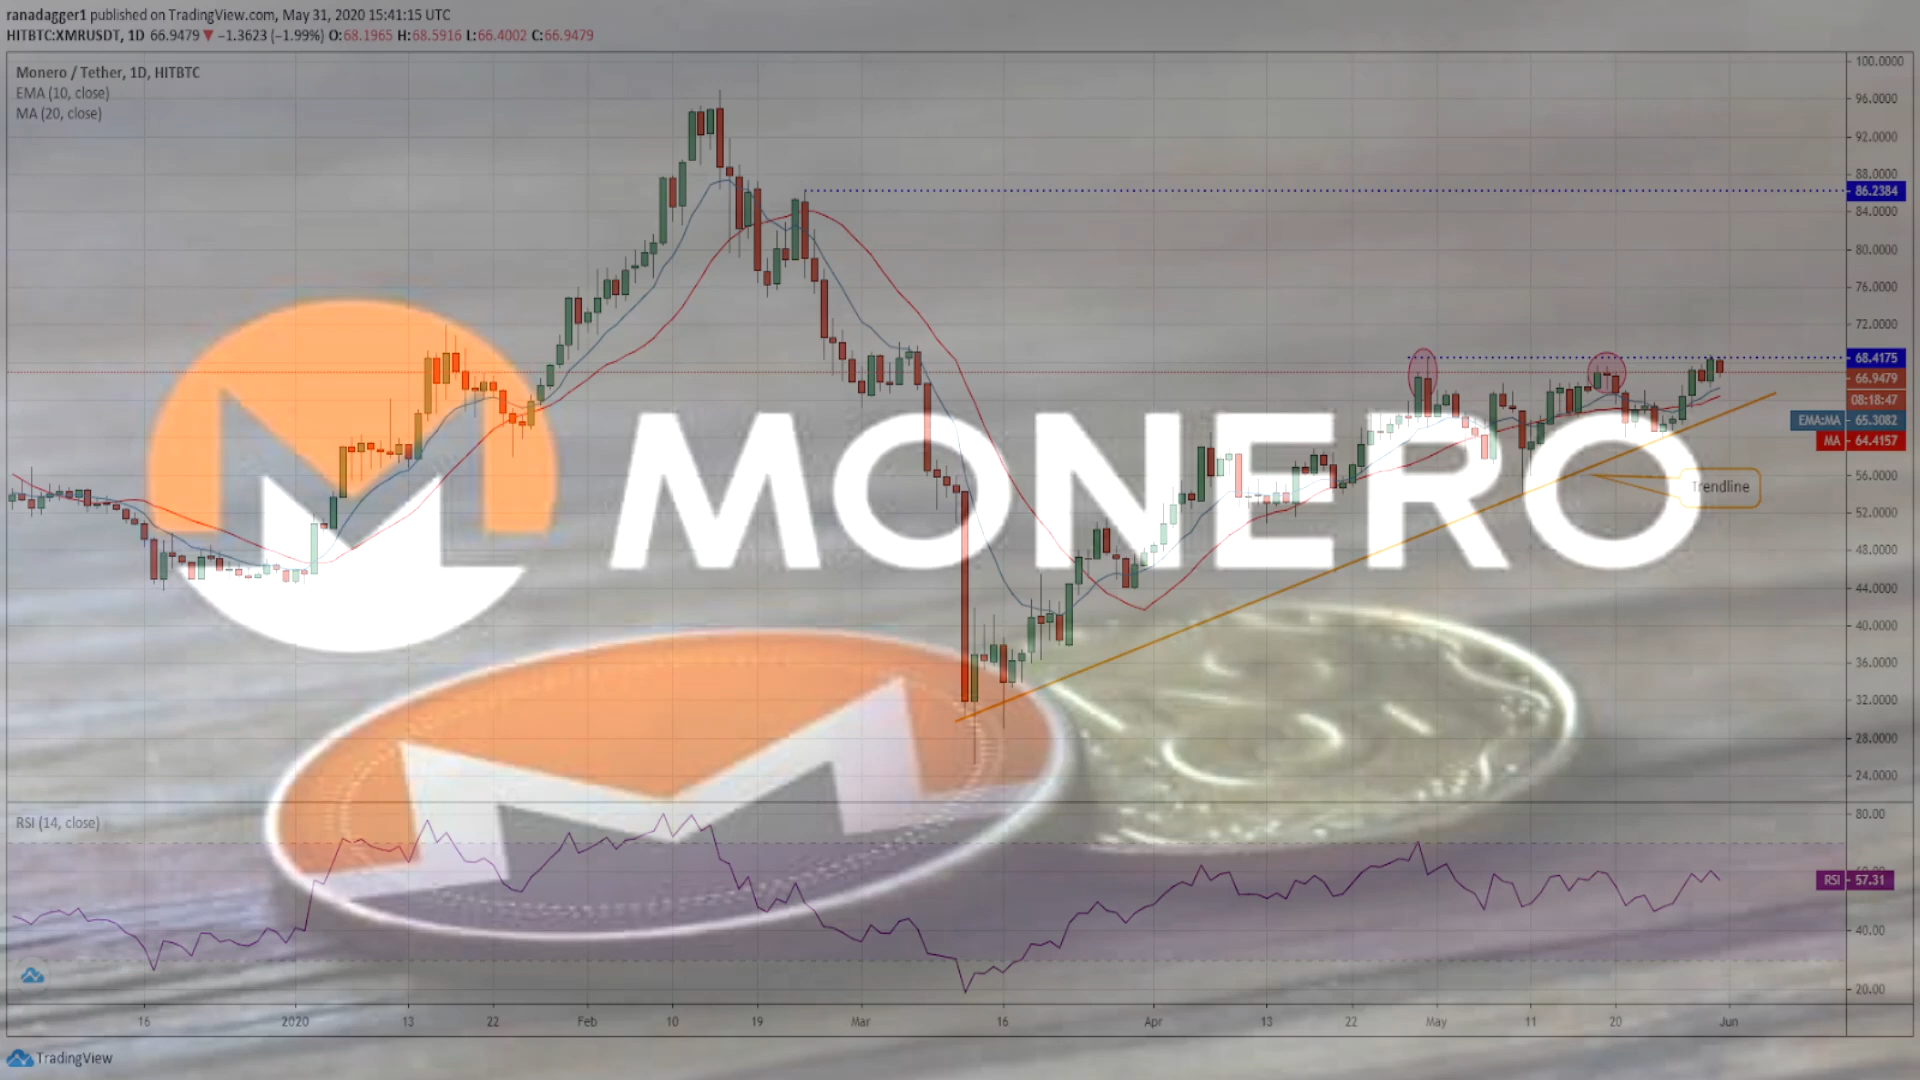 ranadagger1 published on TradingView.com, May 31, 2020 15:41:15 UTC
HITBTC:XMRUSDT, 1D 66.9479 ▼ −1.3623 (−1.99%) O:68.1965 H:68.5916 L:66.4002 C:66.9479
Monero / Tether, 1D, HITBTC
EMA (10, close)
MA (20, close)
100.0000
96.0000
92.0000
88.0000
86.2384
84.0000
80.0000
76.0000
72.0000
68.4175
66.9479
08:18:47
EMA:MA 65.3082
MA 64.4157
56.0000
52.0000
48.0000
44.0000
40.0000
36.0000
32.0000
28.0000
24.0000
MONERO
Trendline
RSI (14, close)
80.00
RSI 57.31
40.00
20.00
16 2020 13 22 Feb 10 19 Mar 16 Apr 13 22 May 11 20 Jun
TradingView